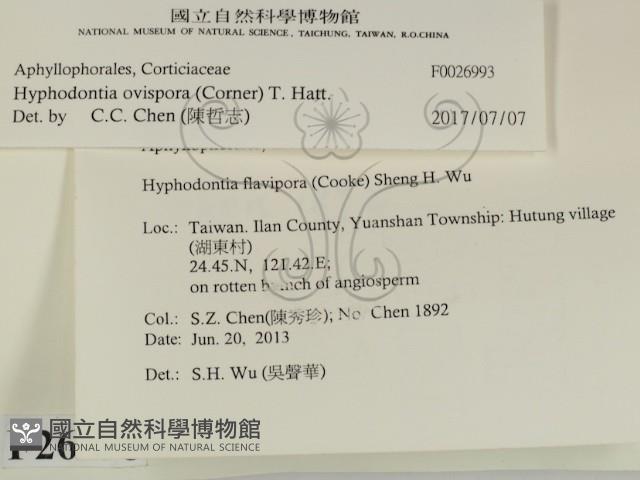 國立自然科學博物館
NATIONAL MUSEUM OF NATURAL SCIENCE, TAICHUNG, TAIWAN, R.O.CHINA
Aphyllophorales, Corticiaceae F0026993
Hyphodontia ovispora (Corner) T. Hatt.
Det. by C.C. Chen (陳哲志) 2017/07/07
Hyphodontia flavipora (Cooke) Sheng H. Wu
Loc.: Taiwan. Ilan County, Yuanshan Township: Hutung village
(湖東村)
24.45.N, 121.42.E;
on rotten branch of angiosperm
Col.: S.Z. Chen(陳秀珍); No. Chen 1892
Date: Jun. 20, 2013
Det.: S.H. Wu (吳聲華)
國立自然科學博物館
NATIONAL MUSEUM OF NATURAL SCIENCE